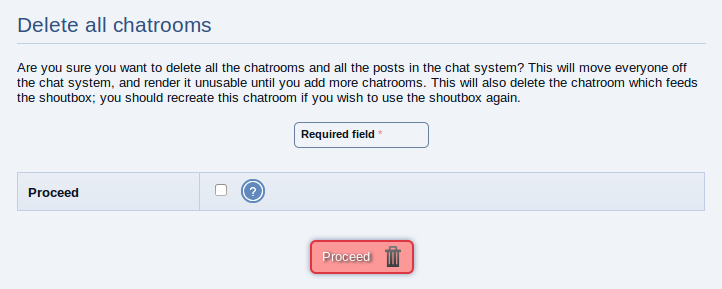 Delete all chatrooms
Are you sure you want to delete all the chatrooms and all the posts in the chat system? This will move everyone off
the chat system, and render it unusable until you add more chatrooms. This will also delete the chatroom which feeds
the shoutbox; you should recreate this chatroom if you wish to use the shoutbox again.
Required field *
Proceed ?
Proceed